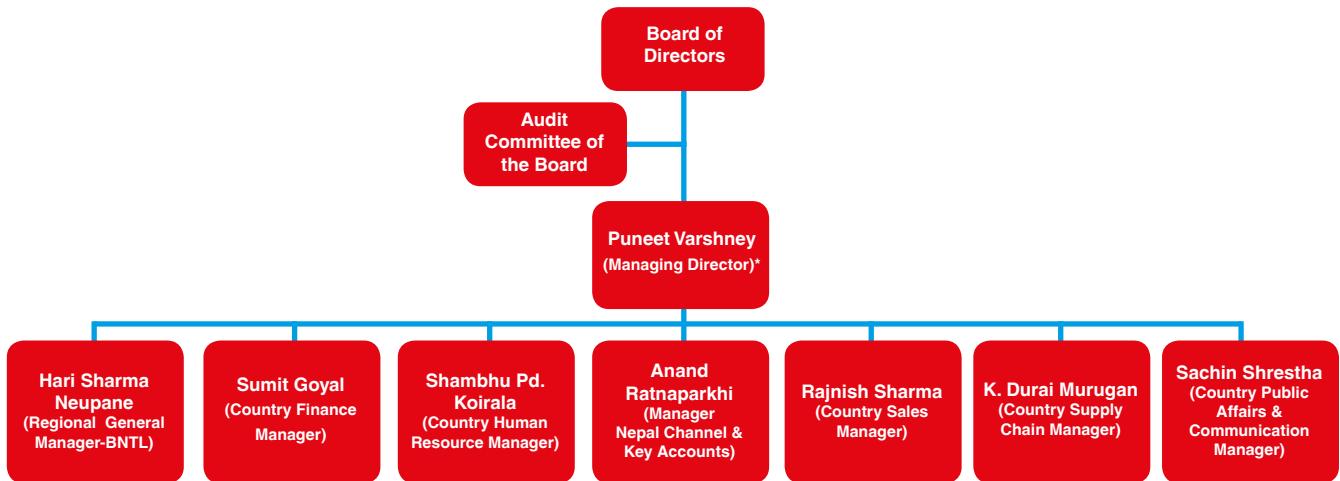 Board of
Directors
Audit
Committee of
the Board
Puneet Varshney
(Managing Director)*
Hari Sharma
Neupane
(Regional General
Manager-BNTL)
Sumit Goyal
(Country Finance
Manager)
Shambhu Pd.
Koirala
(Country Human
Resource Manager)
Anand
Ratnaparkhi
(Manager
Nepal Channel &
Key Accounts)
Rajnish Sharma
(Country Sales
Manager)
K. Durai Murugan
(Country Supply
Chain Manager)
Sachin Shrestha
(Country Public
Affairs &
Communication
Manager)